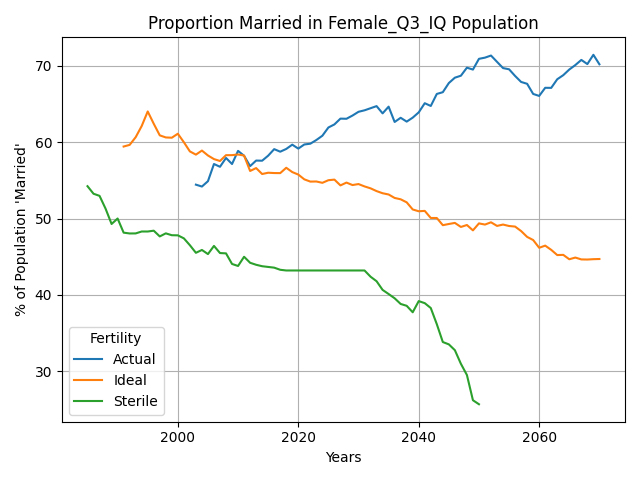 Proportion Married in Female_Q3_IQ Population
% of Population 'Married'
70
60
50
40
30
Fertility
Actual
Ideal
Sterile
2000 2020 2040 2060
Years